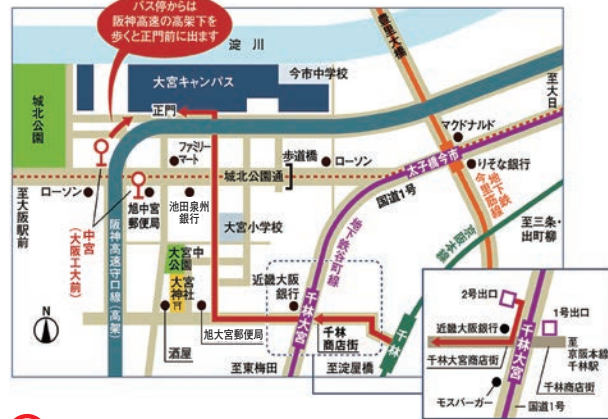 バス停からは
阪神高速の高架下を
歩くと正門前に出ます
淀川
豊里大橋
至大日
大宮キャンパス
今市中学校
城北公園
正門
マクドナルド
ファミリー
マート
歩道橋
ローソン
太子橋今市
りそな銀行
城北公園通
国道1号
地下鉄
今里筋線
至大阪駅前
ローソン
旭中宮
郵便局
池田泉州
銀行
中宮
(大阪工大前)
阪神高速守口線(高架)
大宮小学校
地下鉄谷町線
京阪本線
至三条・
出町柳
大宮中
公園
大宮
神社
近畿大阪
銀行
千林大宮
千林
商店街
千林
N
酒屋
旭大宮郵便局
至東梅田
至淀屋橋
2号出口
1号出口
近畿大阪銀行
千林大宮
至
京阪本線
千林駅
千林大宮商店街
千林商店街
モスバーガー
国道1号